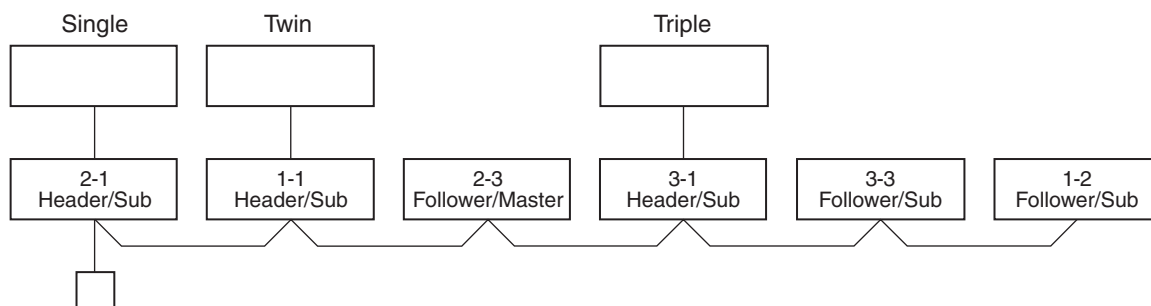 Single
Twin
Triple
2-1
Header/Sub
1-1
Header/Sub
2-3
Follower/Master
3-1
Header/Sub
3-3
Follower/Sub
1-2
Follower/Sub